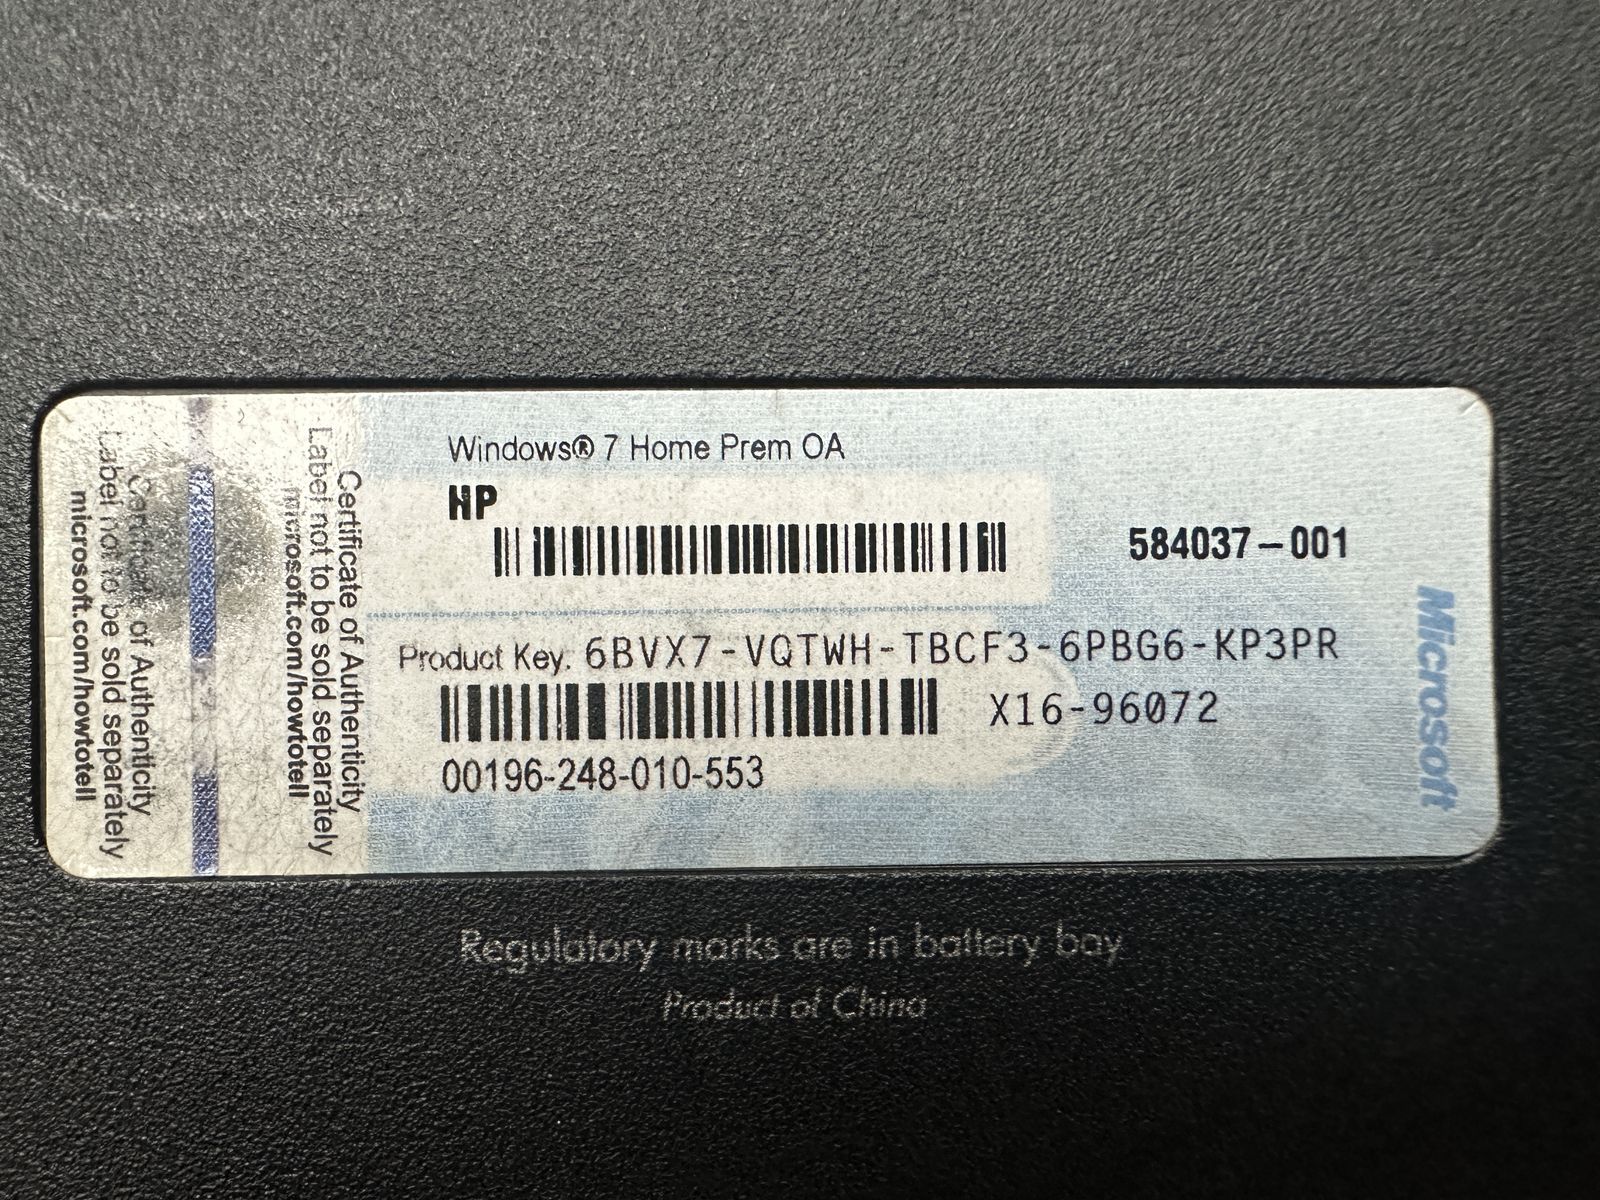 Certificate of Authenticity
Label not to be sold separately
microsoft.com/howtotell
Certificate of Authenticity
Label not to be sold separately
microsoft.com/howtotell
Windows® 7 Home Prem OA
HP
584037-001
Product Key: 6BVX7-VQTWH-TBCF3-6PBG6-KP3PR
X16-96072
00196-248-010-553
Microsoft
Regulatory marks are in battery bay
Product of China